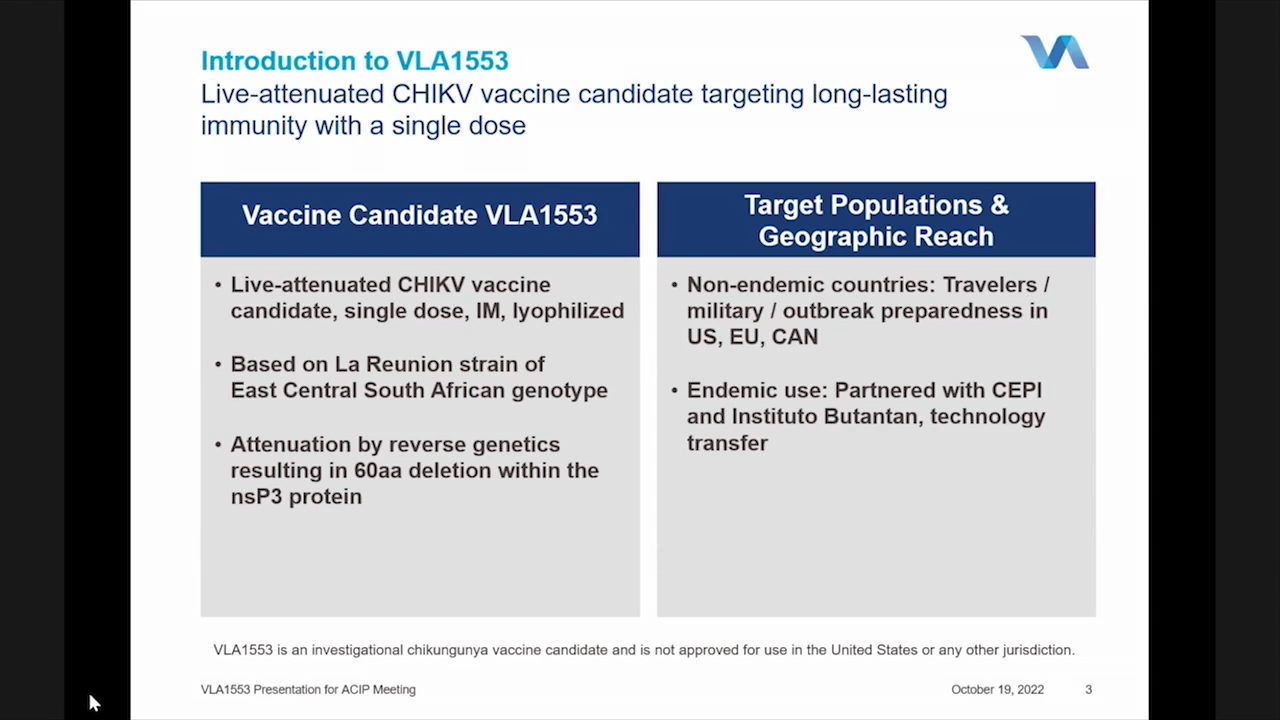 Introduction to VLA1553
Live-attenuated CHIKV vaccine candidate targeting long-lasting
immunity with a single dose
Vaccine Candidate VLA1553
• Live-attenuated CHIKV vaccine
candidate, single dose, IM, lyophilized
• Based on La Reunion strain of
East Central South African genotype
• Attenuation by reverse genetics
resulting in 60aa deletion within the
nsP3 protein
Target Populations &
Geographic Reach
• Non-endemic countries: Travelers /
military / outbreak preparedness in
US, EU, CAN
• Endemic use: Partnered with CEPI
and Instituto Butantan, technology
transfer
VLA1553 is an investigational chikungunya vaccine candidate and is not approved for use in the United States or any other jurisdiction.
VLA1553 Presentation for ACIP Meeting
October 19, 2022 3